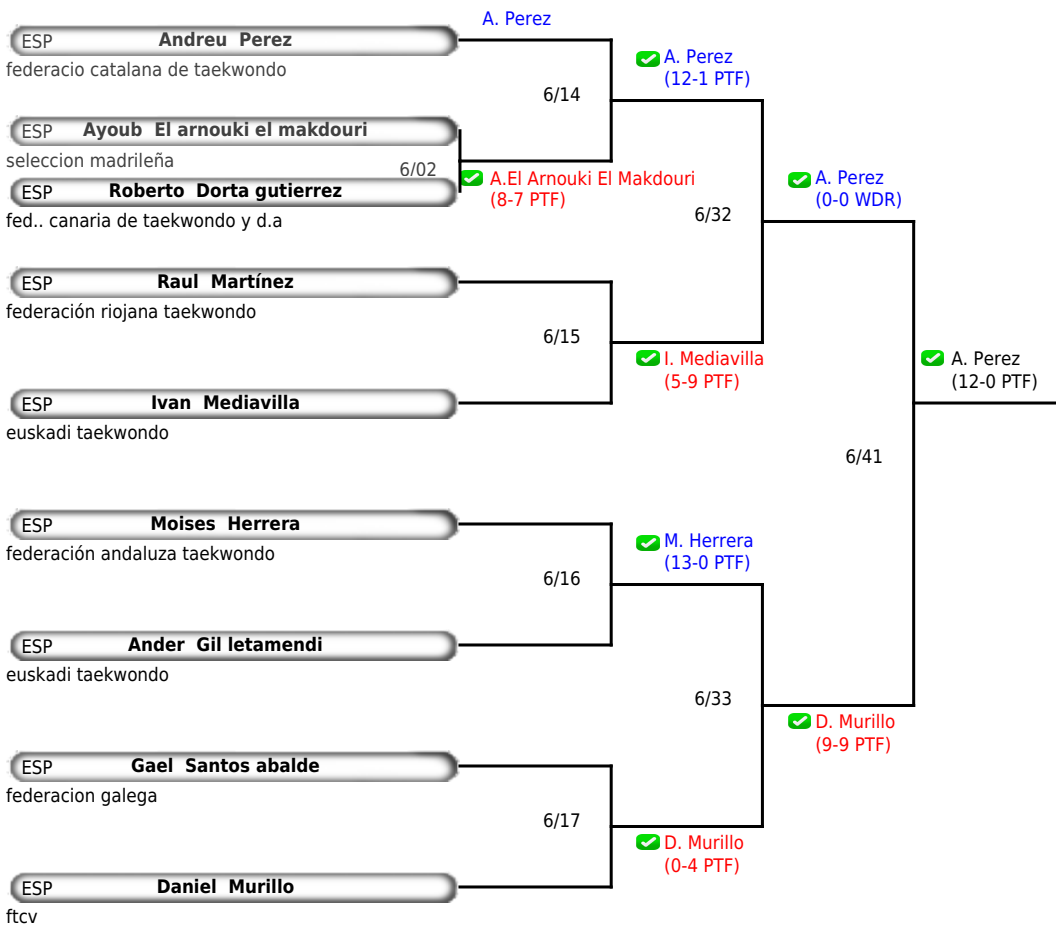 A. Perez
ESP Andreu Perez
federacio catalana de taekwondo
A. Perez
(12-1 PTF)
6/14
ESP Ayoub El arnouki el makdouri
seleccion madrileña
6/02
ESP Roberto Dorta gutierrez
A.El Arnouki El Makdouri
(8-7 PTF)
fed.. canaria de taekwondo y d.a
A. Perez
(0-0 WDR)
6/32
ESP Raul Martínez
federación riojana taekwondo
6/15
I. Mediavilla
(5-9 PTF)
A. Perez
(12-0 PTF)
ESP Ivan Mediavilla
euskadi taekwondo
6/41
ESP Moises Herrera
federación andaluza taekwondo
M. Herrera
(13-0 PTF)
6/16
ESP Ander Gil letamendi
euskadi taekwondo
6/33
D. Murillo
(9-9 PTF)
ESP Gael Santos abalde
federacion galega
6/17
D. Murillo
(0-4 PTF)
ESP Daniel Murillo
ftcv